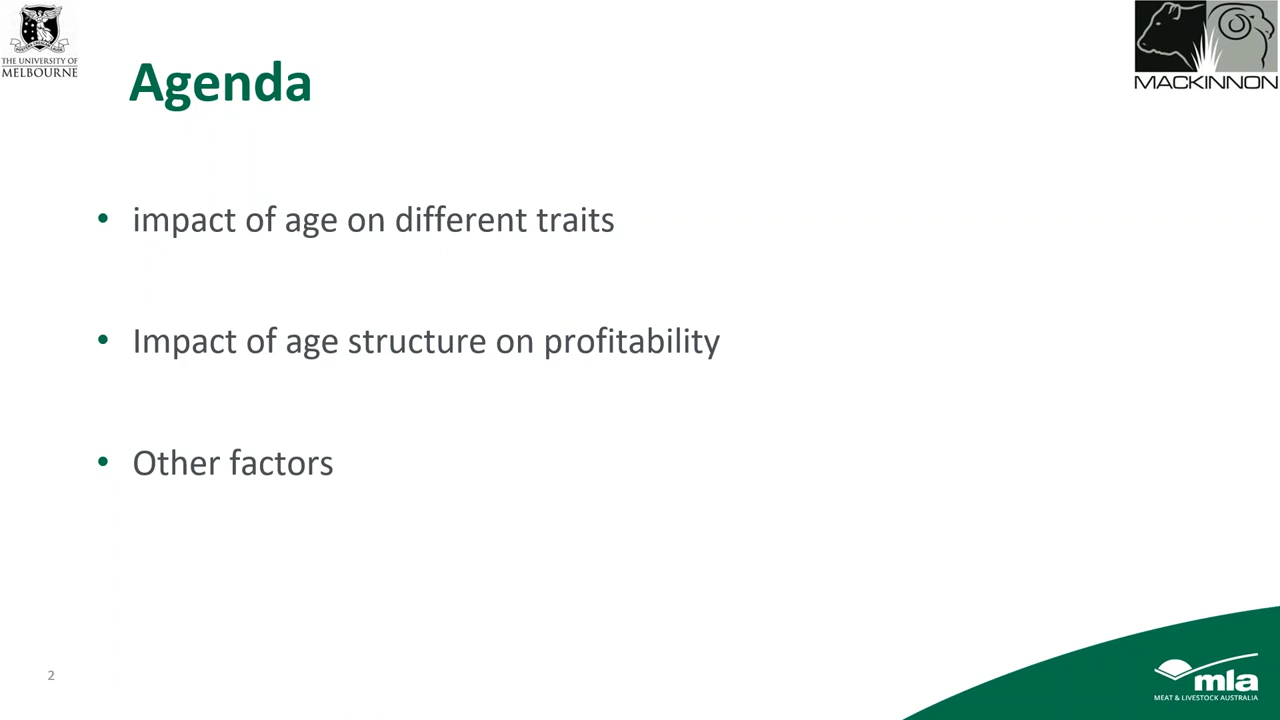 THE UNIVERSITY OF
MELBOURNE
MACKINNON
Agenda
• impact of age on different traits
• Impact of age structure on profitability
• Other factors
2
mla
MEAT & LIVESTOCK AUSTRALIA